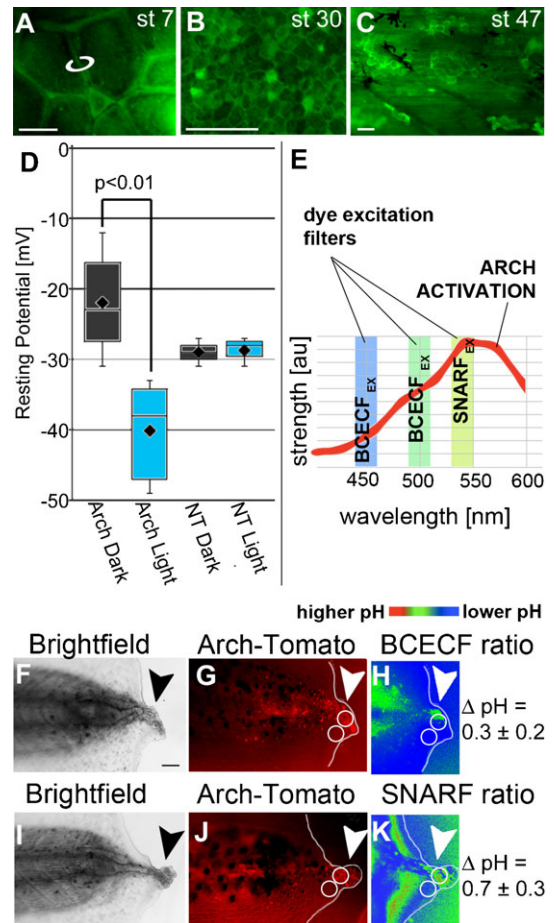 A st 7
B st 30
C st 47
D
Resting Potential [mV]
0
-10
-20
-30
-40
-50
p<0.01
Arch Dark
Arch Light
NT Dark
NT Light
E
dye excitation
filters
ARCH
ACTIVATION
strength [au]
BCECF EX
BCECF EX
SNARF EX
450 500 550 600
wavelength [nm]
higher pH lower pH
Brightfield Arch-Tomato BCECF ratio
F G H
Δ pH =
0.3 ± 0.2
Brightfield Arch-Tomato SNARF ratio
I J K
Δ pH =
0.7 ± 0.3